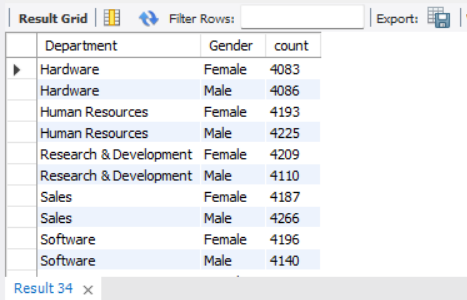 Result Grid Filter Rows: Export:
Department Gender count
Hardware Female 4083
Hardware Male 4086
Human Resources Female 4193
Human Resources Male 4225
Research & Development Female 4209
Research & Development Male 4110
Sales Female 4187
Sales Male 4266
Software Female 4196
Software Male 4140
Result 34